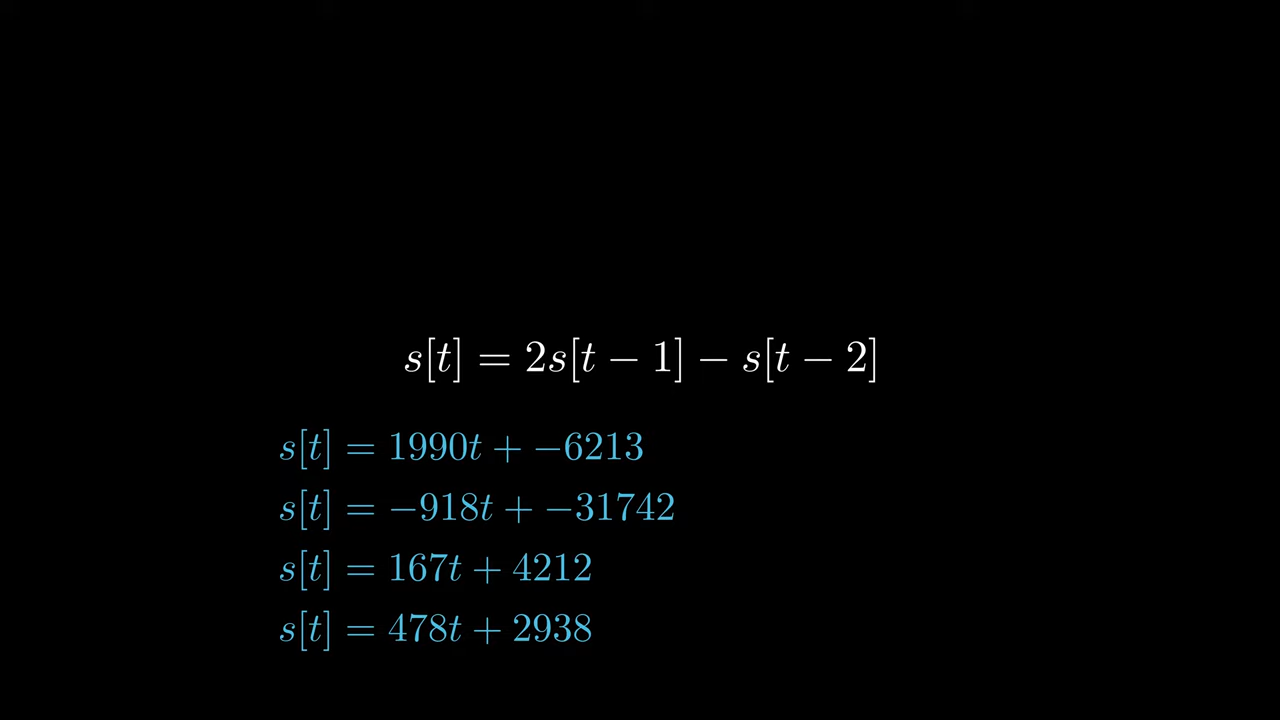 s[t] = 2s[t − 1] − s[t − 2]
s[t] = 1990t + −6213
s[t] = −918t + −31742
s[t] = 167t + 4212
s[t] = 478t + 2938